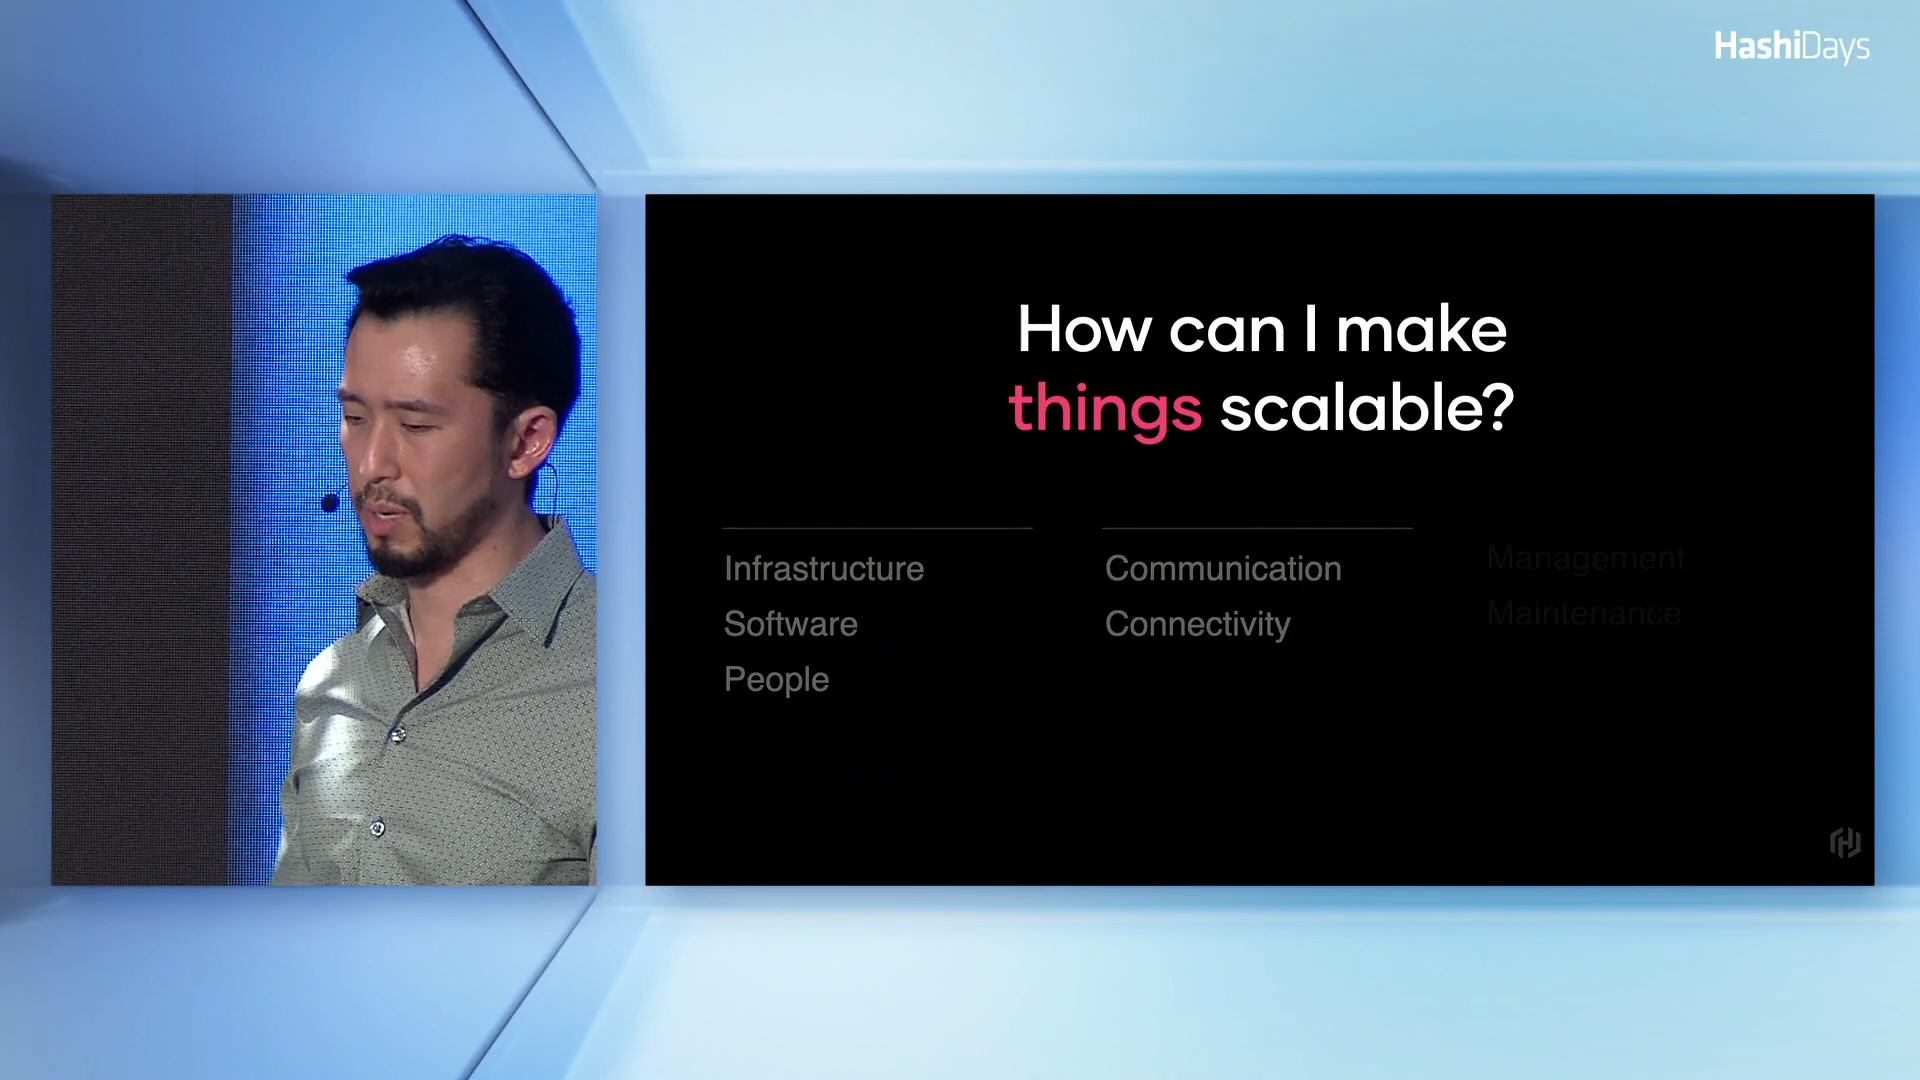 HashiDays
How can I make
things scalable?
Infrastructure
Software
People
Communication
Connectivity
Management
Maintenance